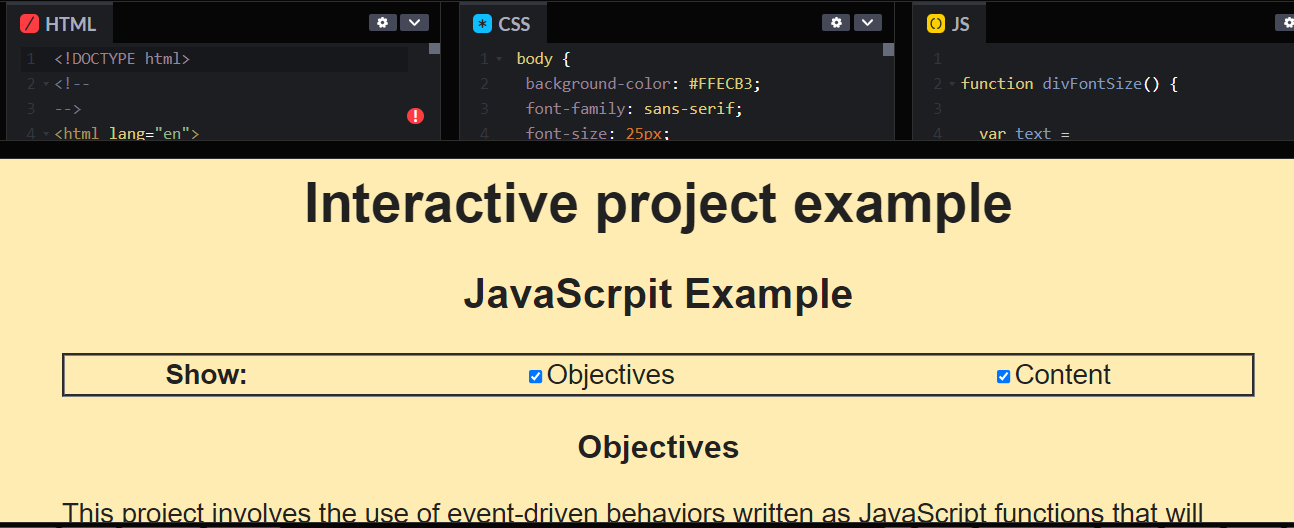 HTML
1 <!DOCTYPE html>
2 <!--
3 -->
4 <html lang="en">
CSS
1 body {
2 background-color: #FFECB3;
3 font-family: sans-serif;
4 font-size: 25px;
JS
1
2 function divFontSize() {
3
4 var text =
Interactive project example
JavaScrpit Example
Show: Objectives Content
Objectives
This project involves the use of event-driven behaviors written as JavaScript functions that will